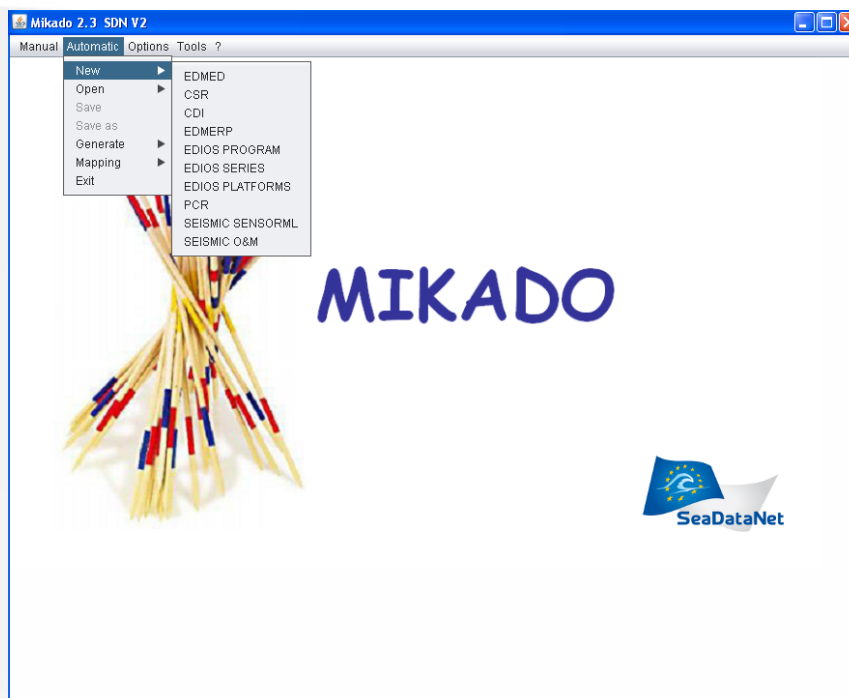 Mikado 2.3 SDN V2
Manual Automatic Options Tools ?
New
Open
Save
Save as
Generate
Mapping
Exit
EDMED
CSR
CDI
EDMERP
EDIOS PROGRAM
EDIOS SERIES
EDIOS PLATFORMS
PCR
SEISMIC SENSORML
SEISMIC O&M
MIKADO
SeaDataNet